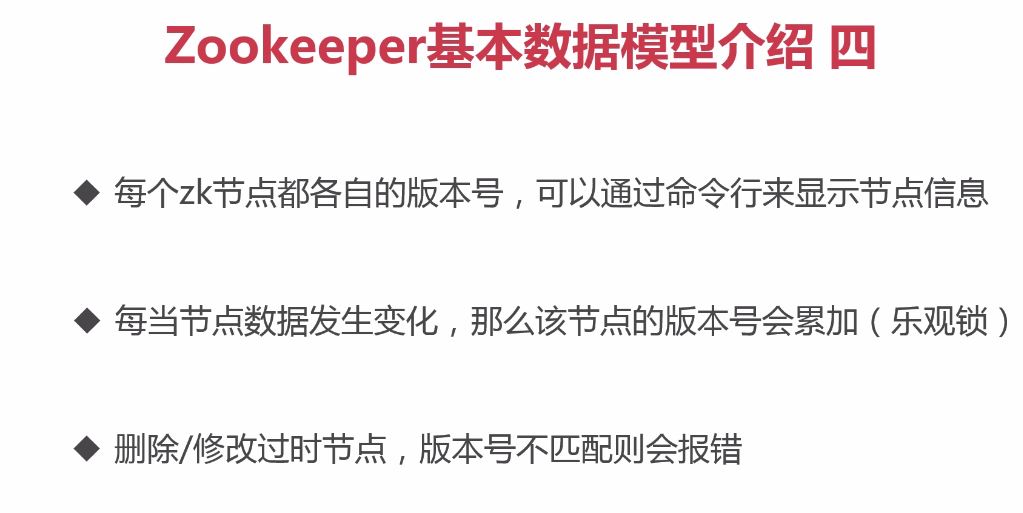 Zookeeper基本数据模型介绍 四
◆ 每个zk节点都各自的版本号，可以通过命令行来显示节点信息
◆ 每当节点数据发生变化，那么该节点的版本号会累加（乐观锁）
◆ 删除/修改过时节点，版本号不匹配则会报错